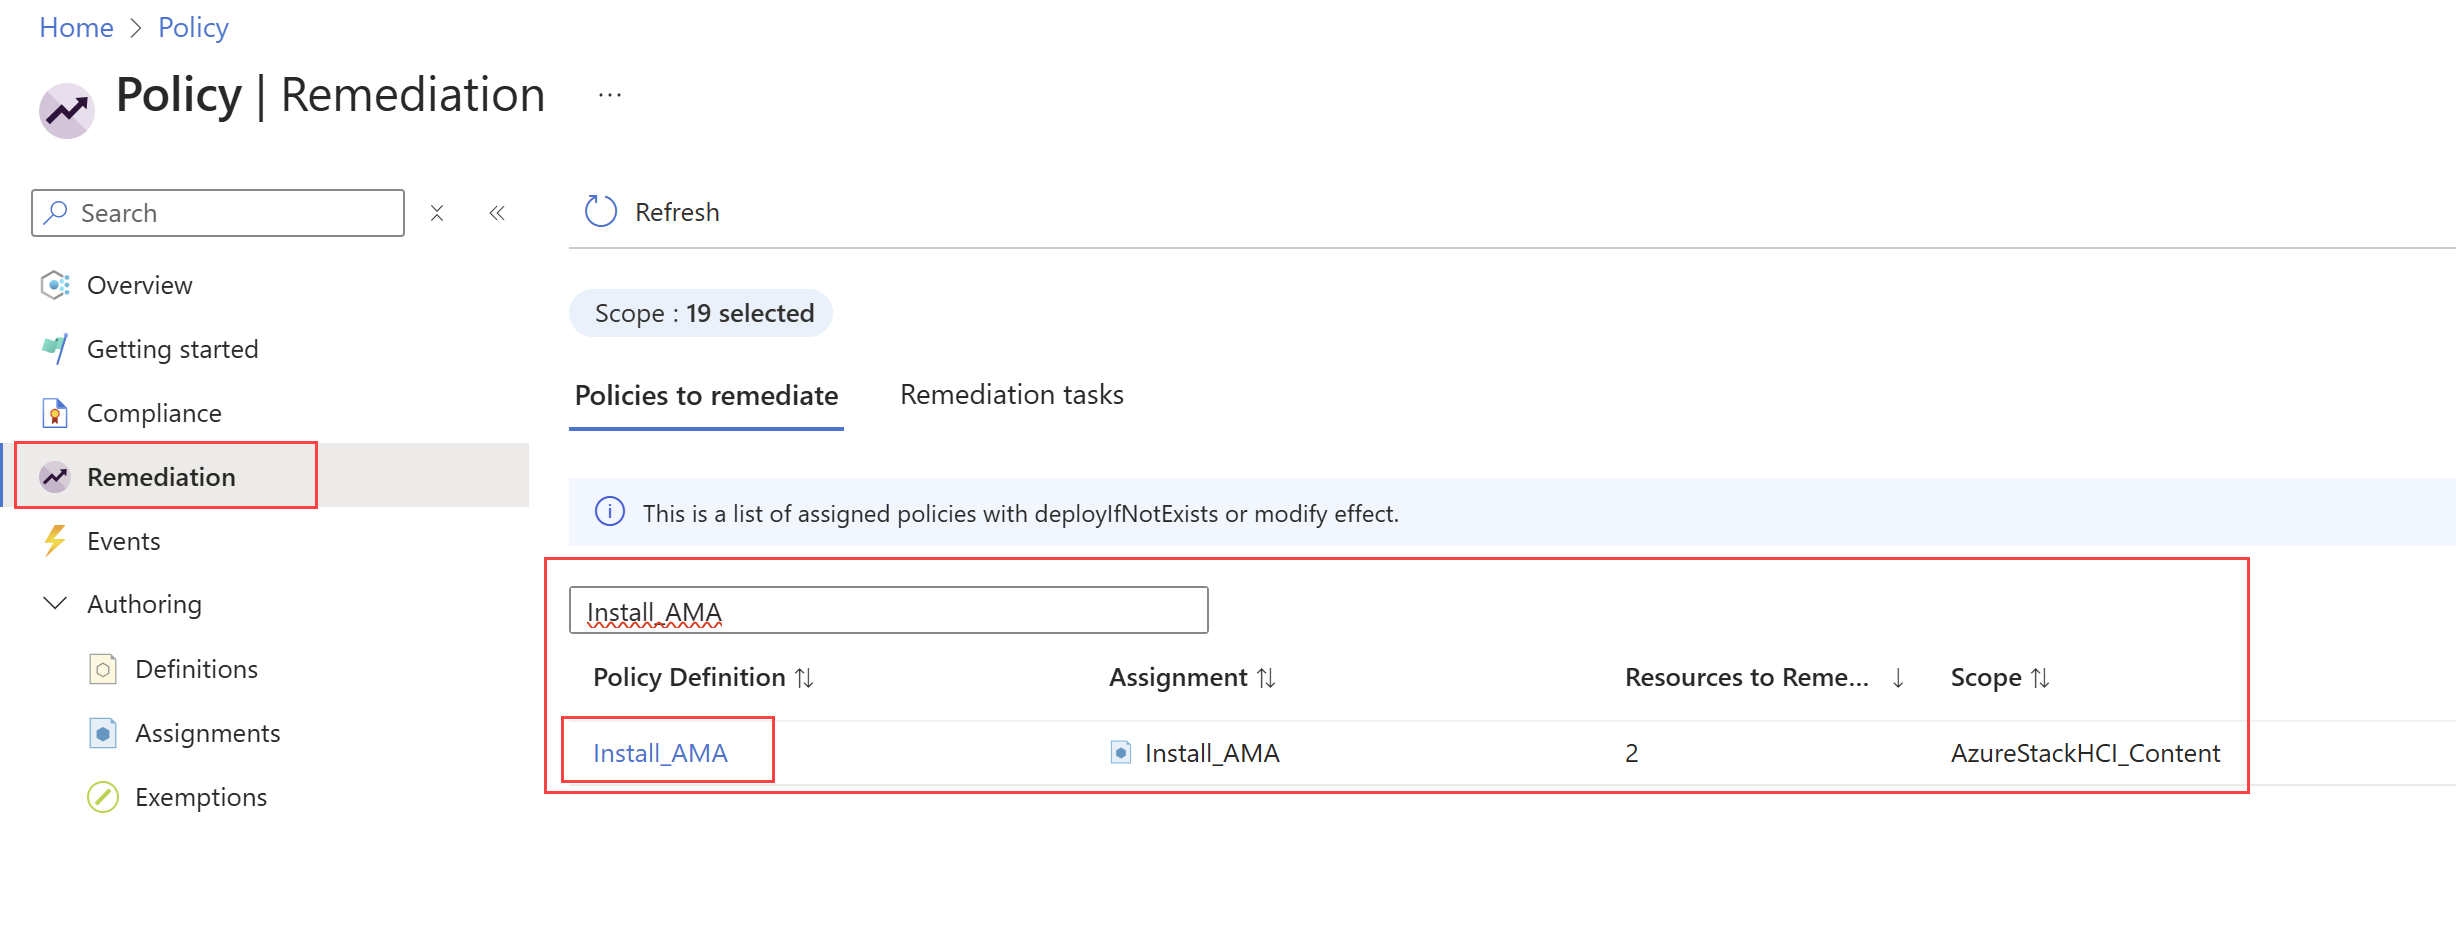 Home > Policy
Policy | Remediation ...
Search
Overview
Getting started
Compliance
Remediation
Events
Authoring
Definitions
Assignments
Exemptions
Refresh
Scope : 19 selected
Policies to remediate Remediation tasks
This is a list of assigned policies with deployIfNotExists or modify effect.
Install_AMA
Policy Definition ↑↓ Assignment ↑↓ Resources to Reme... ↓ Scope ↑↓
Install_AMA Install_AMA 2 AzureStackHCI_Content